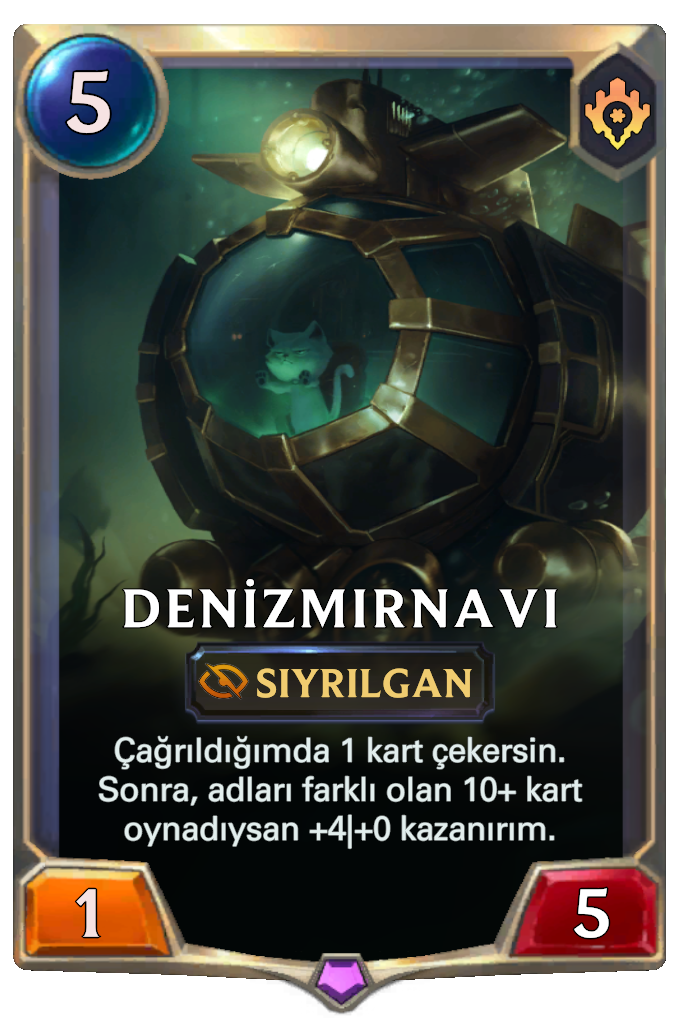 5
DENİZMIRNAVI
SIYRILGAN
Çağrıldığımda 1 kart çekersin.
Sonra, adları farklı olan 10+ kart
oynadıysan +4|+0 kazanırım.
1
5